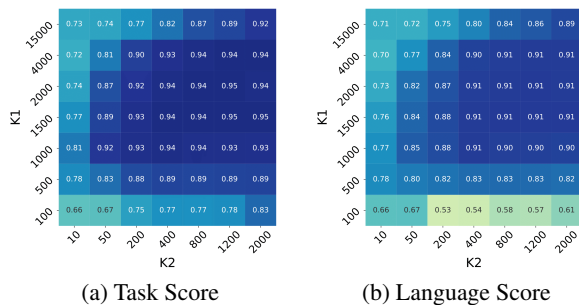 15000 0.73 0.74 0.77 0.82 0.87 0.89 0.92
4000 0.72 0.81 0.90 0.93 0.94 0.94 0.94
2000 0.74 0.87 0.92 0.94 0.94 0.95 0.94
1500 0.77 0.89 0.93 0.94 0.94 0.95 0.95
1000 0.81 0.92 0.93 0.94 0.94 0.93 0.93
500 0.78 0.83 0.88 0.89 0.89 0.89 0.89
100 0.66 0.67 0.75 0.77 0.77 0.78 0.83
10 50 200 400 800 1200 2000
K1
K2
(a) Task Score
15000 0.71 0.72 0.75 0.80 0.84 0.86 0.89
4000 0.70 0.77 0.84 0.90 0.91 0.91 0.91
2000 0.73 0.82 0.87 0.91 0.91 0.91 0.91
1500 0.76 0.84 0.88 0.91 0.91 0.91 0.91
1000 0.77 0.85 0.88 0.91 0.91 0.90 0.90
500 0.78 0.80 0.82 0.83 0.83 0.83 0.82
100 0.66 0.67 0.53 0.54 0.58 0.57 0.61
10 50 200 400 800 1200 2000
K1
K2
(b) Language Score